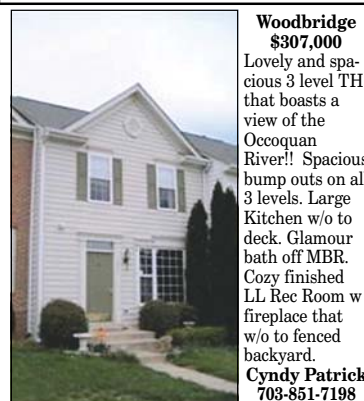 Woodbridge
$307,000
Lovely and spa-
cious 3 level TH
that boasts a
view of the
Occoquan
River!! Spacious
bump outs on all
3 levels. Large
Kitchen w/o to
deck. Glamour
bath off MBR.
Cozy finished
LL Rec Room w
fireplace that
w/o to fenced
backyard.
Cyndy Patrick
703-851-7198